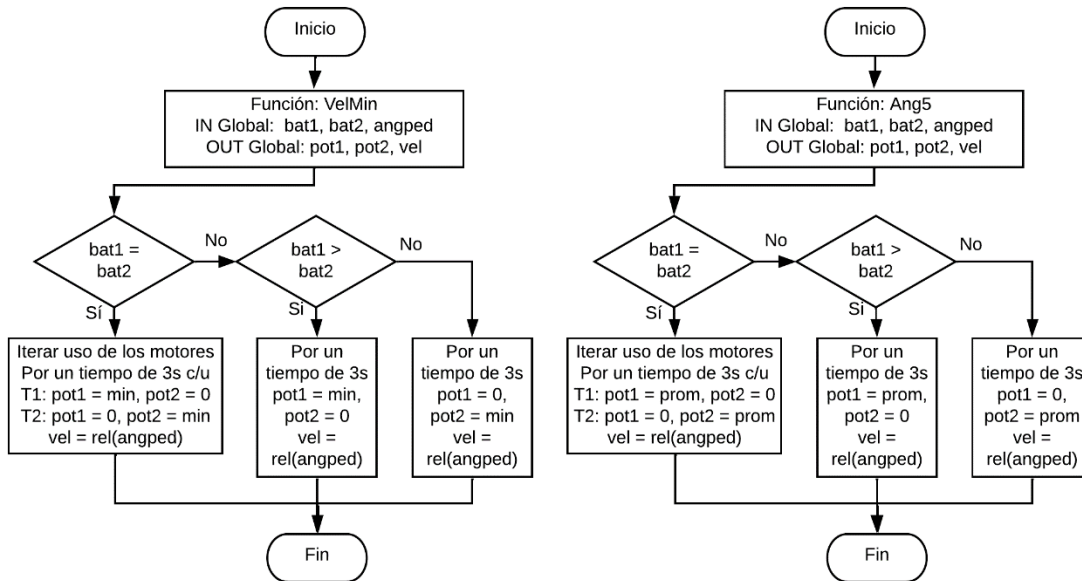 Inicio
Función: VelMin
IN Global: bat1, bat2, angped
OUT Global: pot1, pot2, vel
bat1 =
bat2
No
bat1 >
bat2
No
Sí
Si
Iterar uso de los motores
Por un tiempo de 3s c/u
T1: pot1 = min, pot2 = 0
T2: pot1 = 0, pot2 = min
vel = rel(angped)
Por un
tiempo de 3s
pot1 = min,
pot2 = 0
vel =
rel(angped)
Por un
tiempo de 3s
pot1 = 0,
pot2 = min
vel =
rel(angped)
Fin
Inicio
Función: Ang5
IN Global: bat1, bat2, angped
OUT Global: pot1, pot2, vel
bat1 =
bat2
No
bat1 >
bat2
No
Sí
Si
Iterar uso de los motores
Por un tiempo de 3s c/u
T1: pot1 = prom, pot2 = 0
T2: pot1 = 0, pot2 = prom
vel = rel(angped)
Por un
tiempo de 3s
pot1 = prom,
pot2 = 0
vel =
rel(angped)
Por un
tiempo de 3s
pot1 = 0,
pot2 = prom
vel =
rel(angped)
Fin